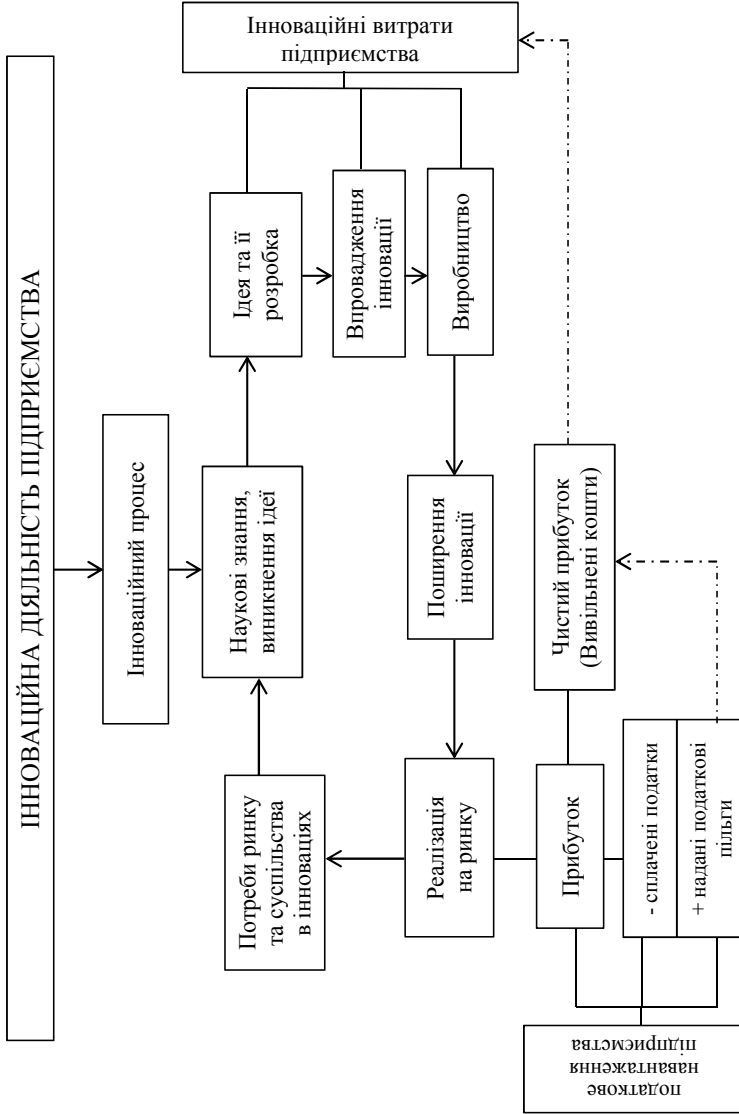 ІННОВАЦІЙНА ДІЯЛЬНІСТЬ ПІДПРИЄМСТВА
Інноваційний процес
Потреби ринку
та суспільства
в інноваціях
Наукові знання,
виникнення ідеї
Ідея та її
розробка
Впровадження
інновації
Виробництво
Інноваційні витрати
підприємства
Реалізація
на ринку
Поширення
інновації
Прибуток
Чистий прибуток
(Вивільнені кошти)
- сплачені податки
+ надані податкові
пільги
податкове
навантаження
підприємства